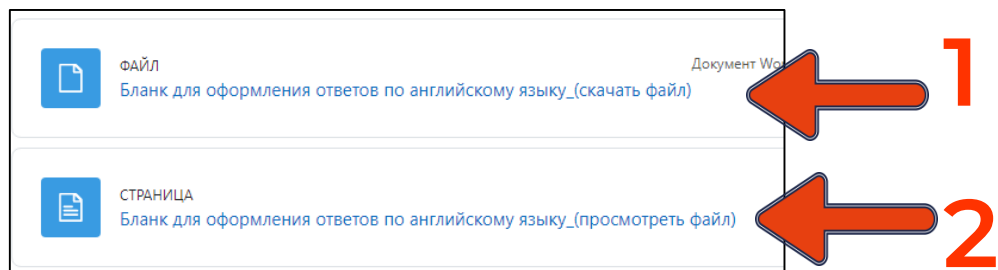 ФАЙЛ
Документ Wo
Бланк для оформления ответов по английскому языку_(скачать файл)
1
СТРАНИЦА
Бланк для оформления ответов по английскому языку_(просмотреть файл)
2